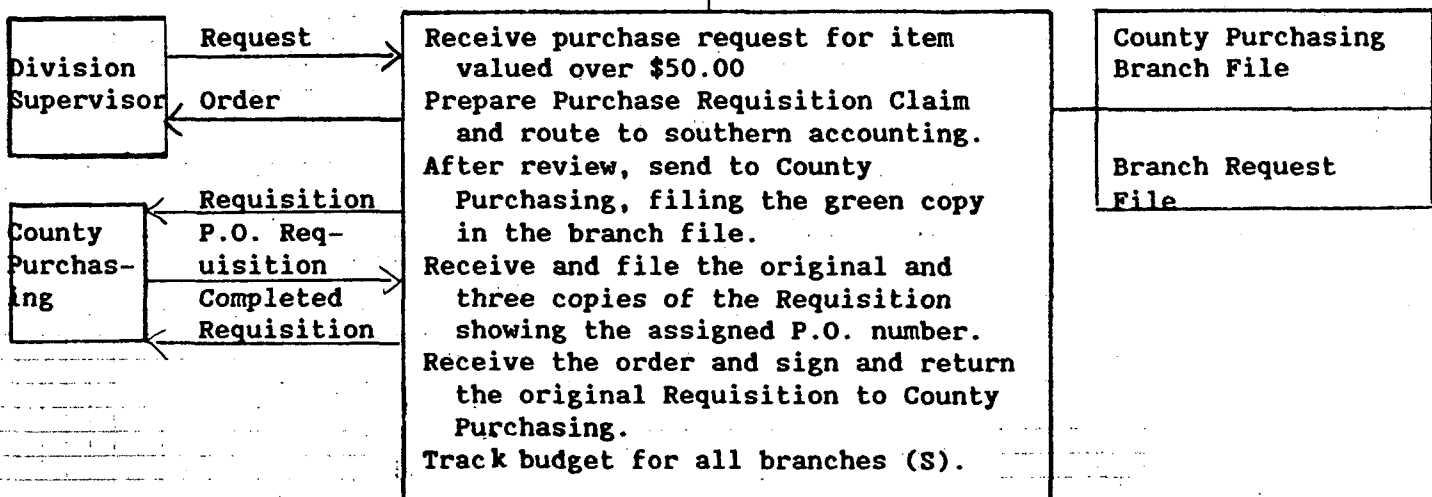 Division
Supervisor
Request
Order
County
Purchas-
ing
Requisition
P.O. Req-
uisition
Completed
Requisition
Receive purchase request for item
valued over $50.00
Prepare Purchase Requisition Claim
and route to southern accounting.
After review, send to County
Purchasing, filing the green copy
in the branch file.
Receive and file the original and
three copies of the Requisition
showing the assigned P.O. number.
Receive the order and sign and return
the original Requisition to County
Purchasing.
Track budget for all branches (S).
County Purchasing
Branch File
Branch Request
File